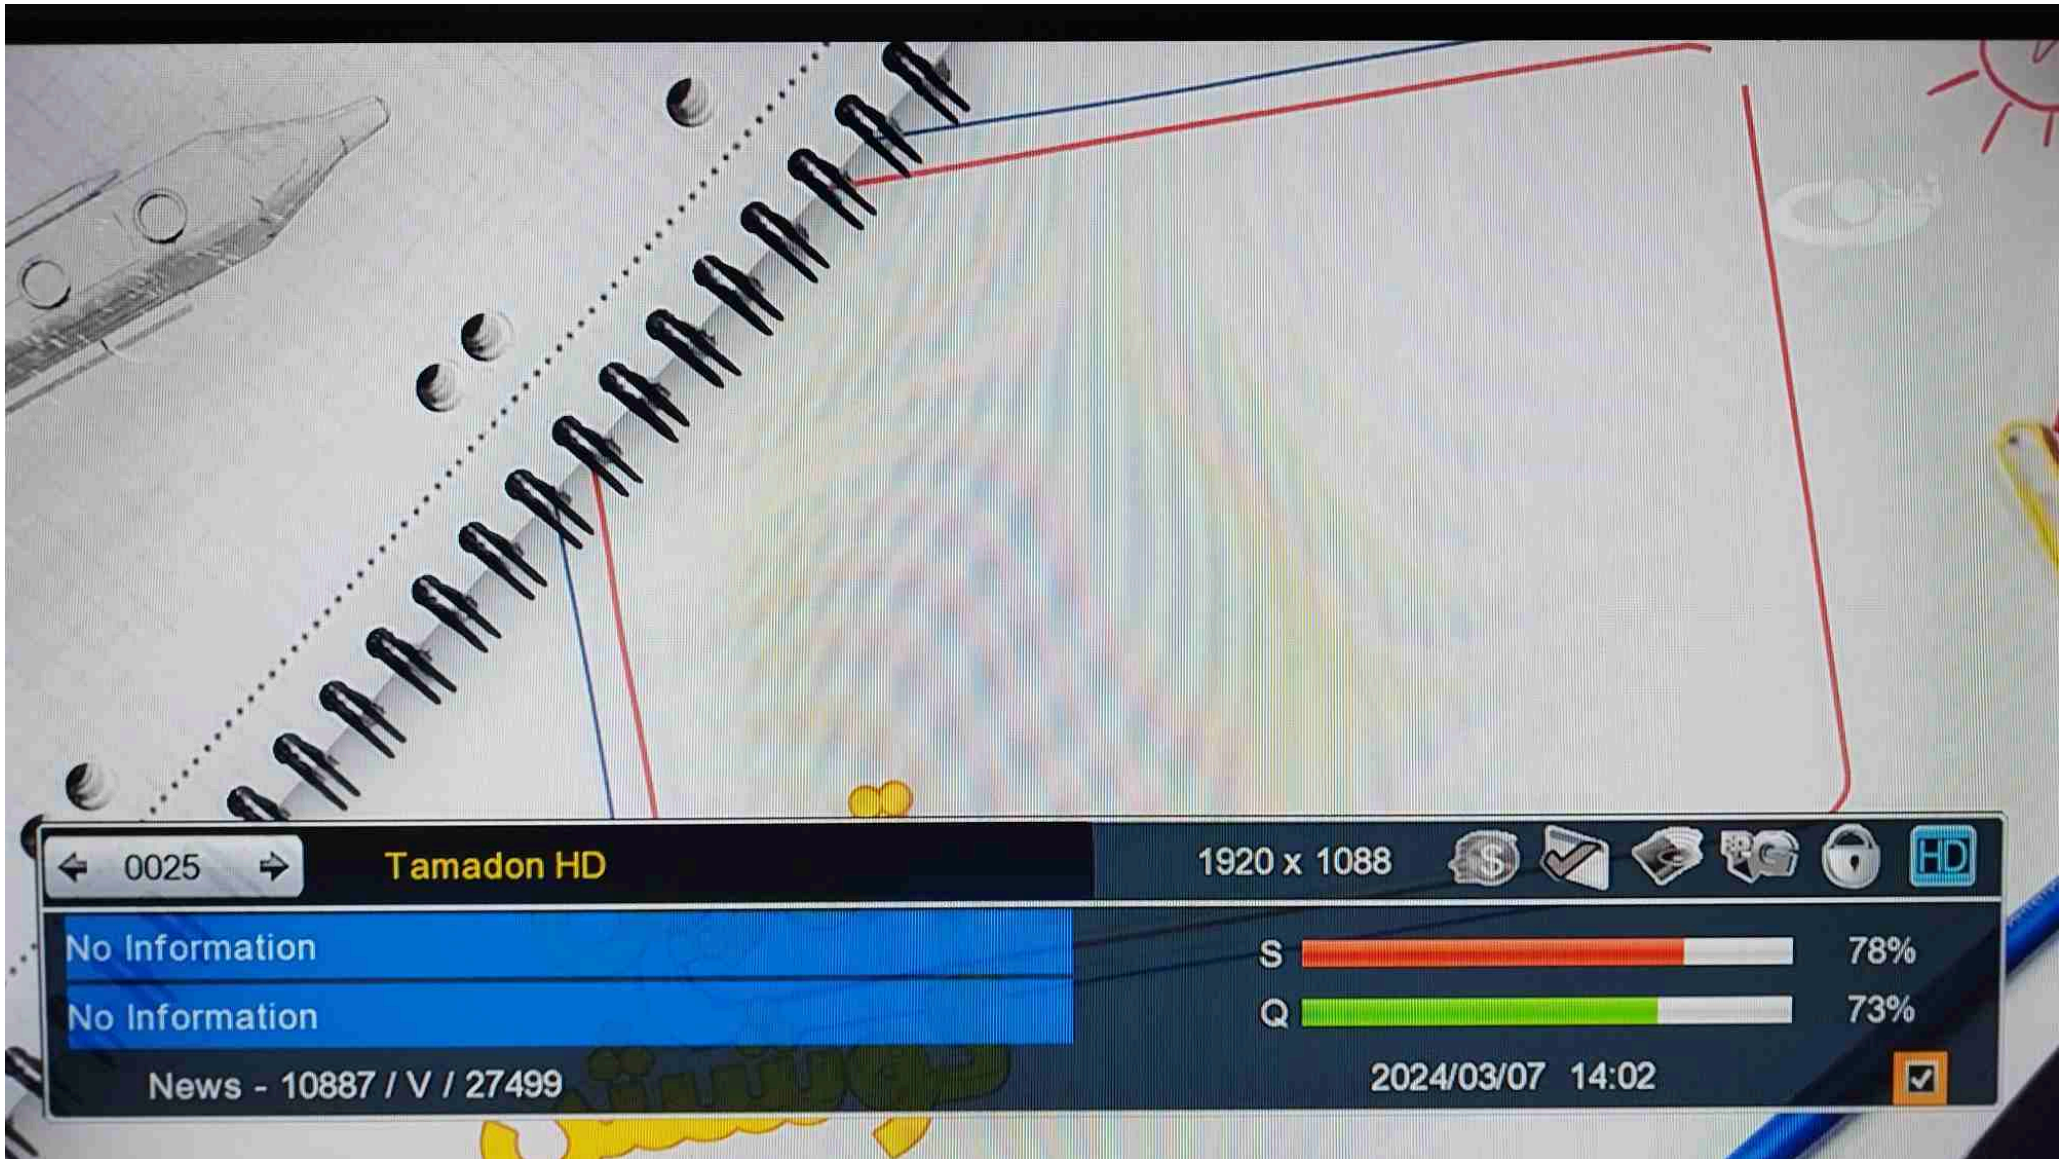 0025
Tamadon HD
1920 x 1088
HD
No Information
S 78%
No Information
Q 73%
News - 10887 / V / 27499
2024/03/07 14:02